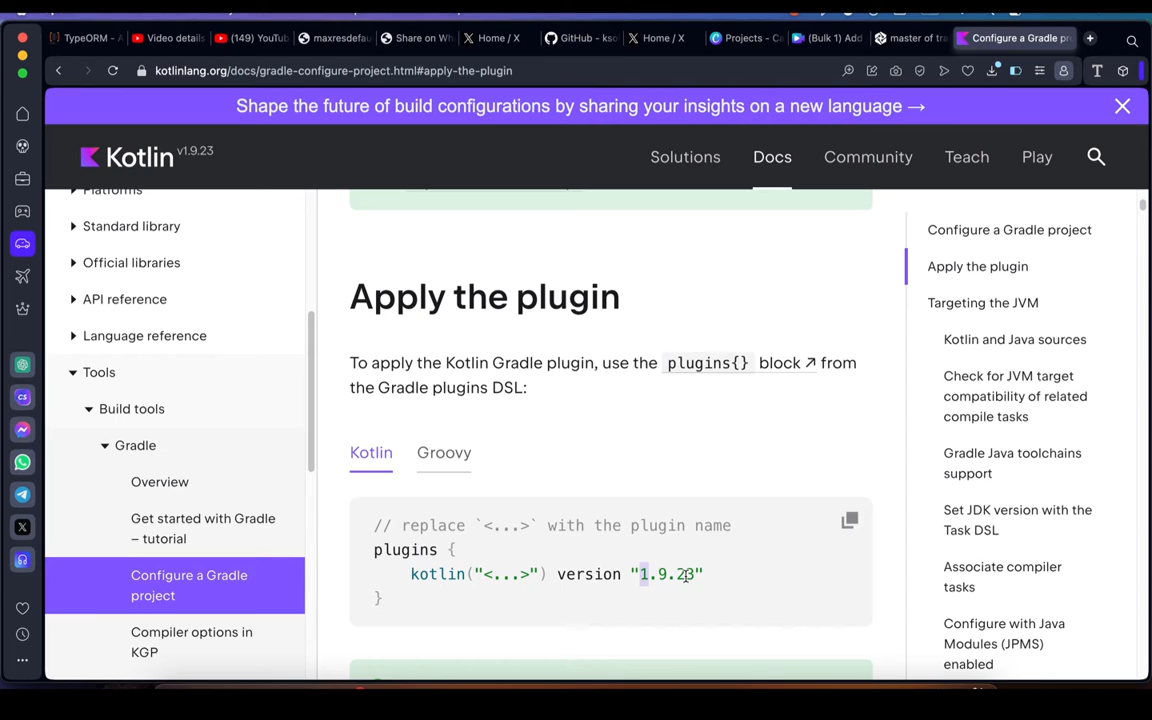 TypeORM - A
Video details
(149) YouTu
maxresdefau
Share on Wh
Home / X
GitHub - kso
Home / X
Projects - Ca
(Bulk 1) Add
master of tra
Configure a Gradle pr
kotlinlang.org/docs/gradle-configure-project.html#apply-the-plugin
Shape the future of build configurations by sharing your insights on a new language →
Kotlin v1.9.23
Solutions
Docs
Community
Teach
Play
Platforms
Standard library
Official libraries
API reference
Language reference
Tools
Build tools
Gradle
Overview
Get started with Gradle
– tutorial
Configure a Gradle
project
Compiler options in
KGP
Apply the plugin
To apply the Kotlin Gradle plugin, use the plugins{} block ↗ from
the Gradle plugins DSL:
Kotlin
Groovy
// replace `<...>` with the plugin name
plugins {
kotlin("<...>") version "1.9.23"
}
Configure a Gradle project
Apply the plugin
Targeting the JVM
Kotlin and Java sources
Check for JVM target
compatibility of related
compile tasks
Gradle Java toolchains
support
Set JDK version with the
Task DSL
Associate compiler
tasks
Configure with Java
Modules (JPMS)
enabled